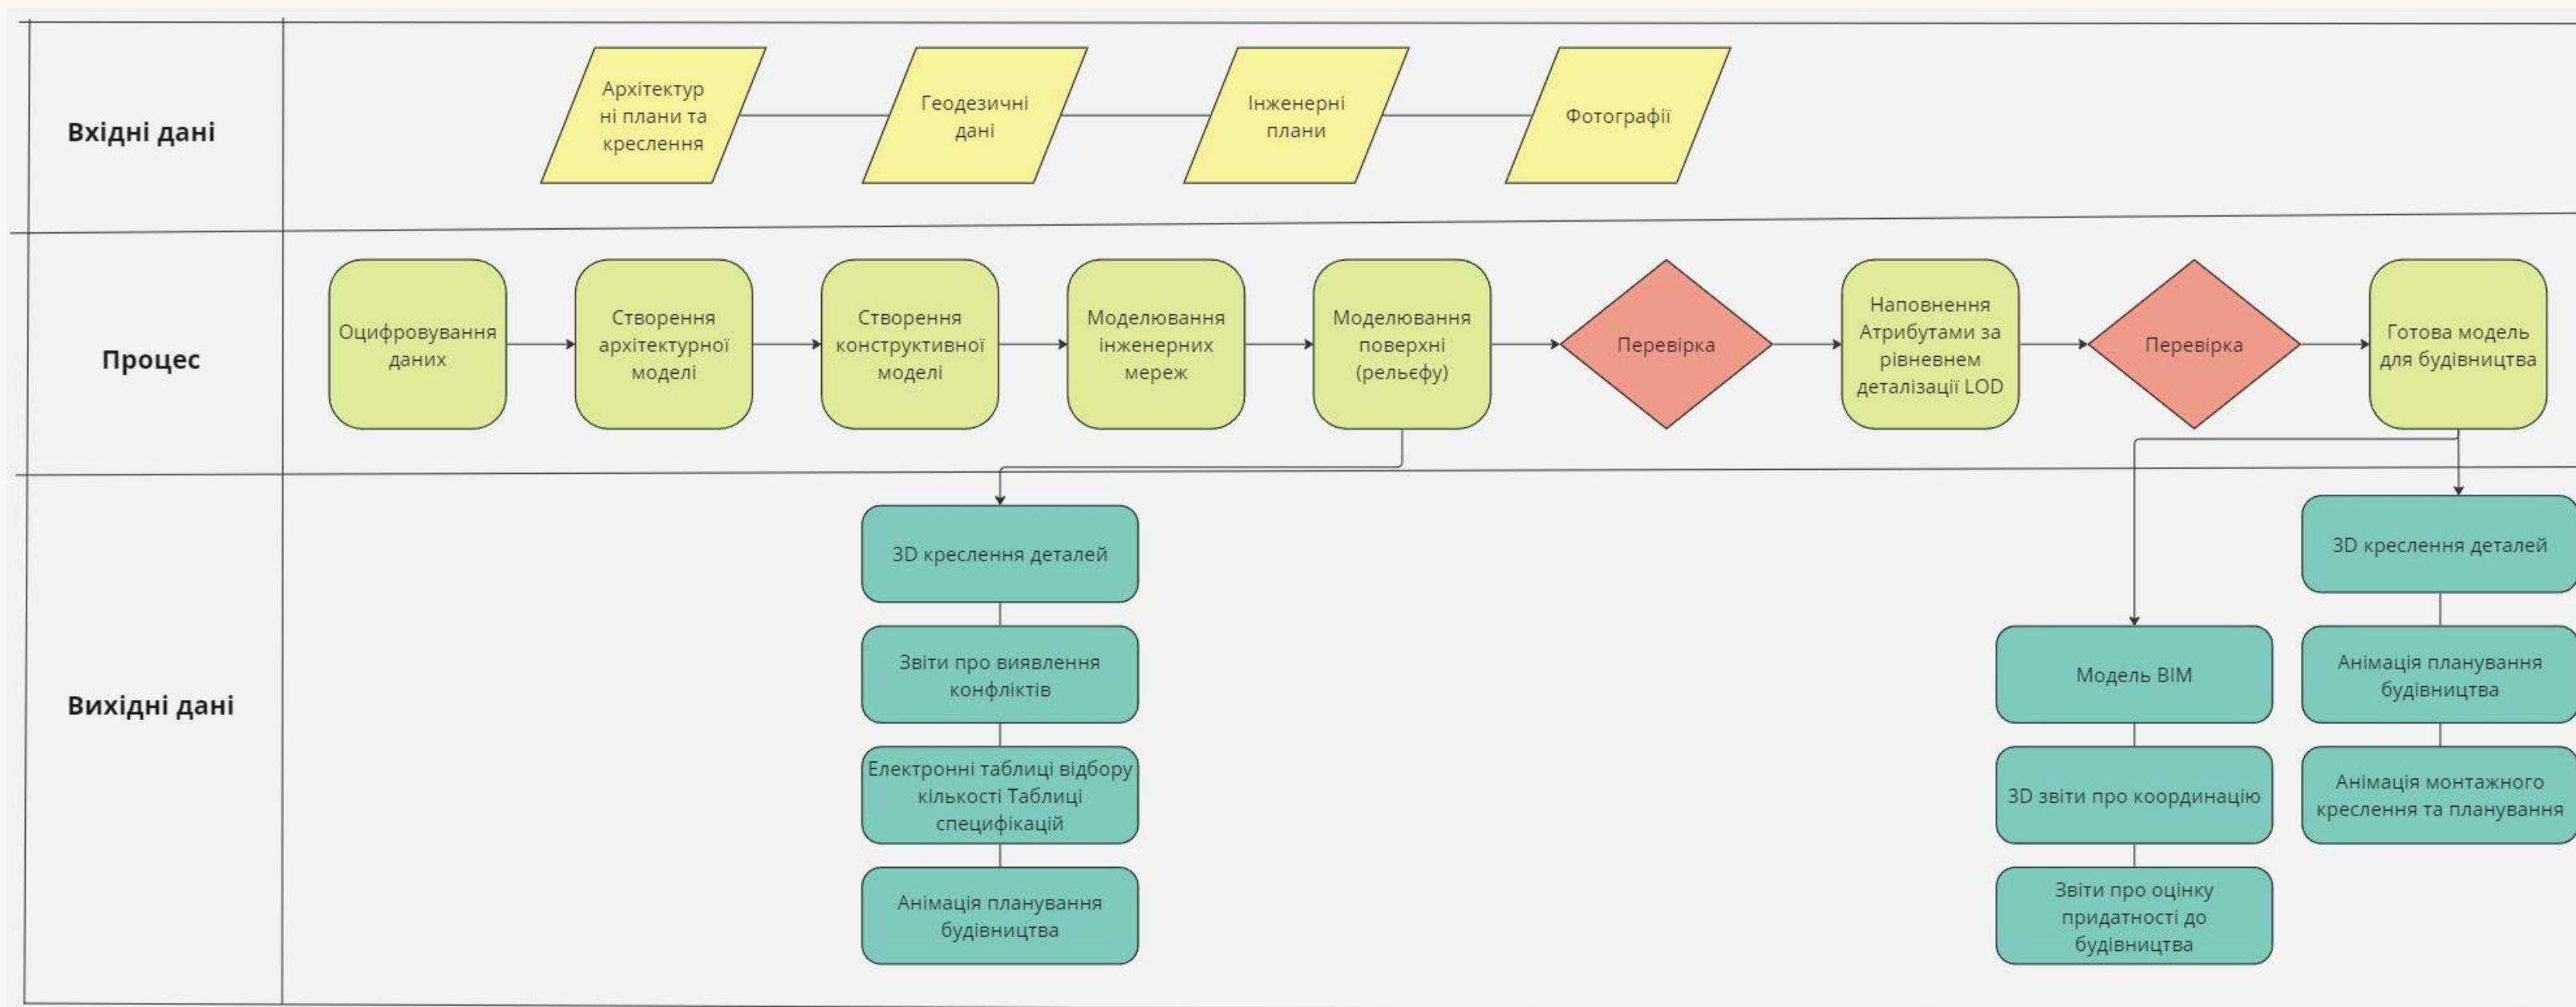 Вхідні дані
Архітектур
ні плани та
креслення
Геодезичні
дані
Інженерні
плани
Фотографії
Процес
Оцифровування
даних
Створення
архітектурної
моделі
Створення
конструктивної
моделі
Моделювання
інженерних
мереж
Моделювання
поверхні
(рельєфу)
Перевірка
Наповнення
Атрибутами за
рівневнем
деталізації LOD
Перевірка
Готова модель
для будівництва
Вихідні дані
3D креслення деталей
Звіти про виявлення
конфліктів
Електронні таблиці відбору
кількості Таблиці
специфікацій
Анімація планування
будівництва
Модель BIM
3D звіти про координацію
Звіти про оцінку
придатності до
будівництва
3D креслення деталей
Анімація планування
будівництва
Анімація монтажного
креслення та планування